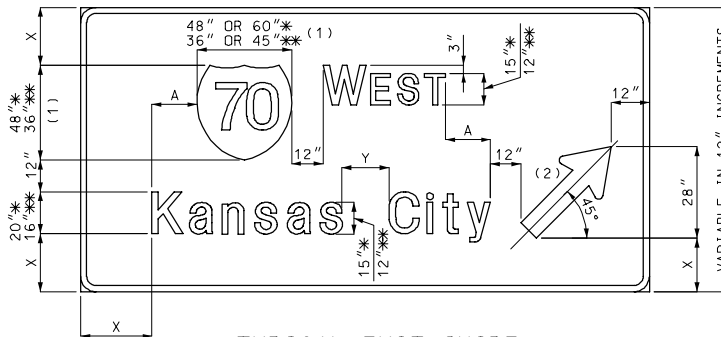 48" OR 60"* (1)
36" OR 45"**
X
3"
15"*
12"**
70
WEST
12"
48"*
36"**
(1)
A
A
12"
12"
12"
Y
(2)
45°
28"
Kansas City
20"*
16"**
15"*
12"**
X
X
X
VARIABLE IN 12" INCREMENTS